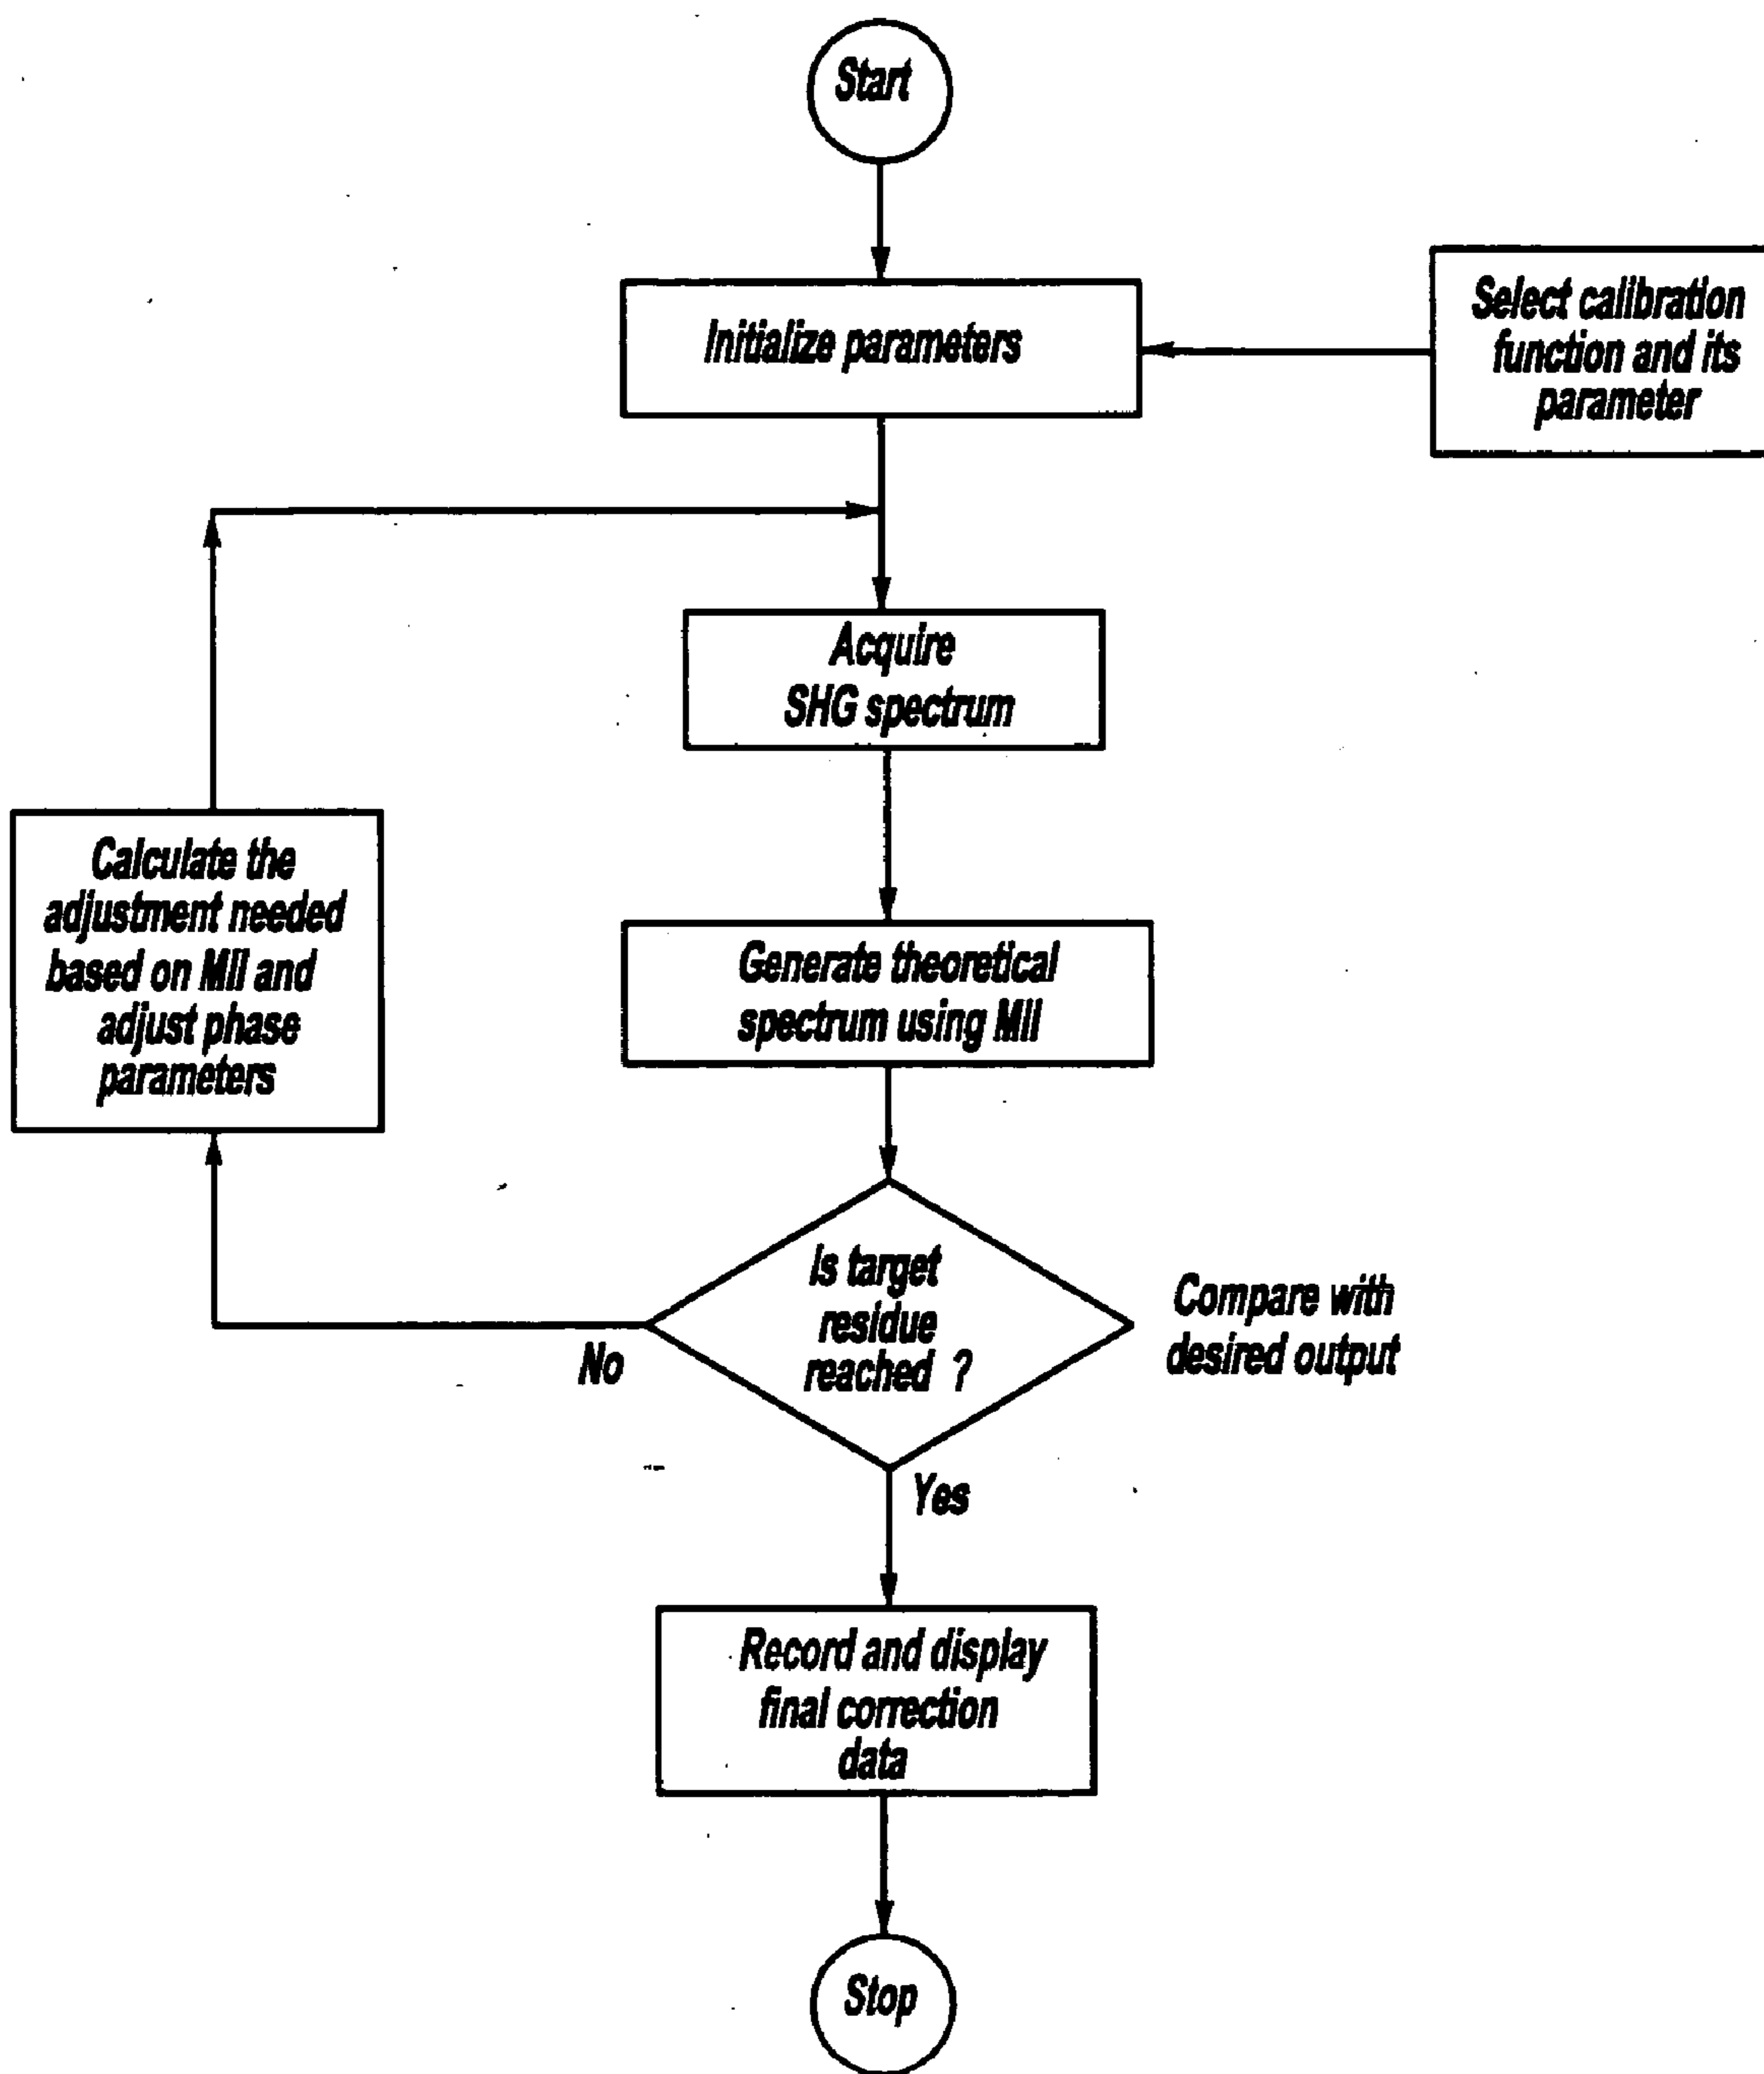 Start
Initialize parameters
Select calibration
function and its
parameter
Acquire
SHG spectrum
Calculate the
adjustment needed
based on MII and
adjust phase
parameters
Generate theoretical
spectrum using MII
Is target
residue
reached ?
Compare with
desired output
No
Yes
Record and display
final correction
data
Stop